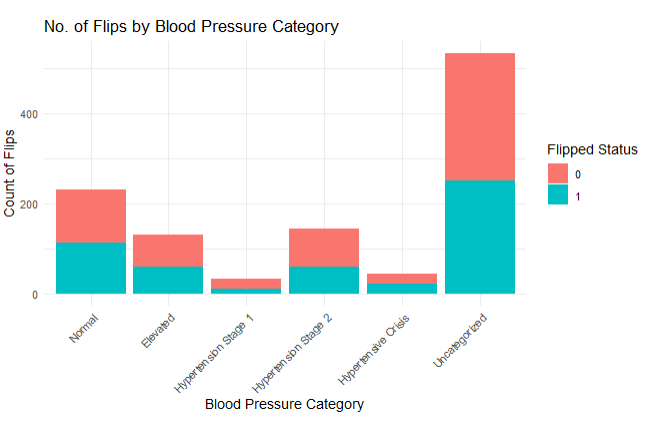 No. of Flips by Blood Pressure Category
Count of Flips
400
200
0
Normal
Elevated
Hypertension Stage 1
Hypertension Stage 2
Hypertensive Crisis
Uncategorized
Blood Pressure Category
Flipped Status
0
1